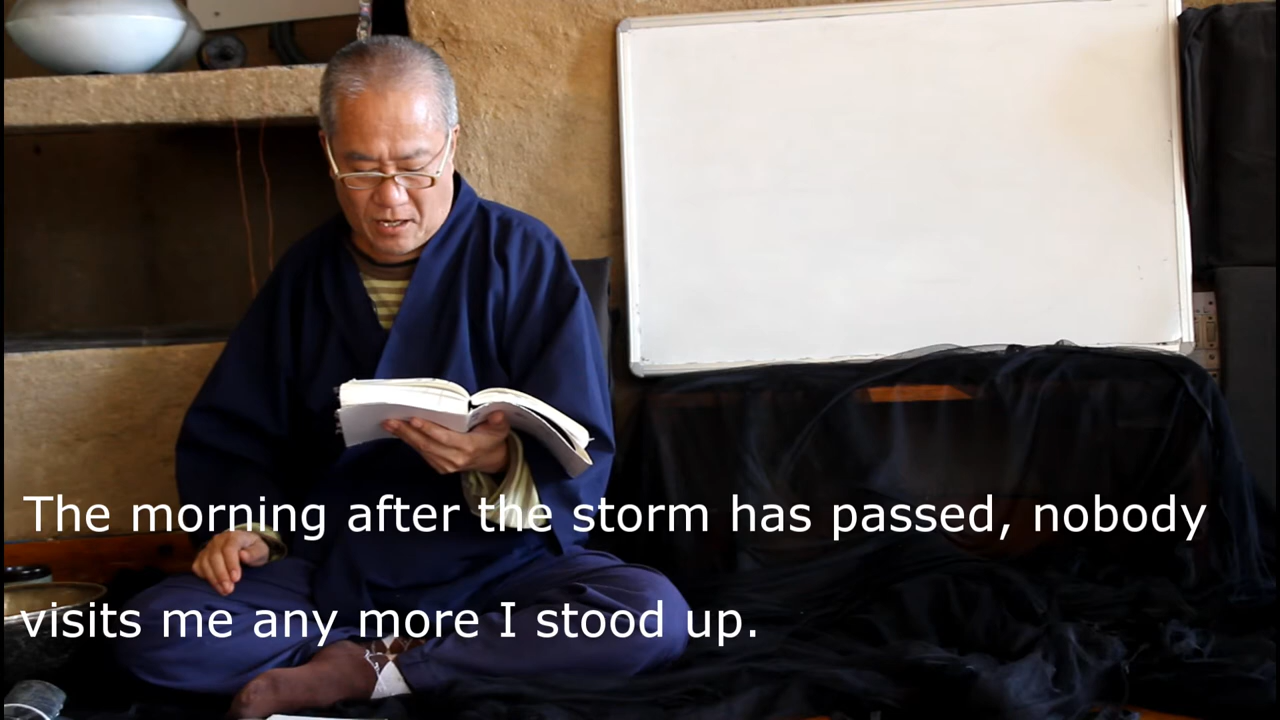 The morning after the storm has passed, nobody
visits me any more I stood up.